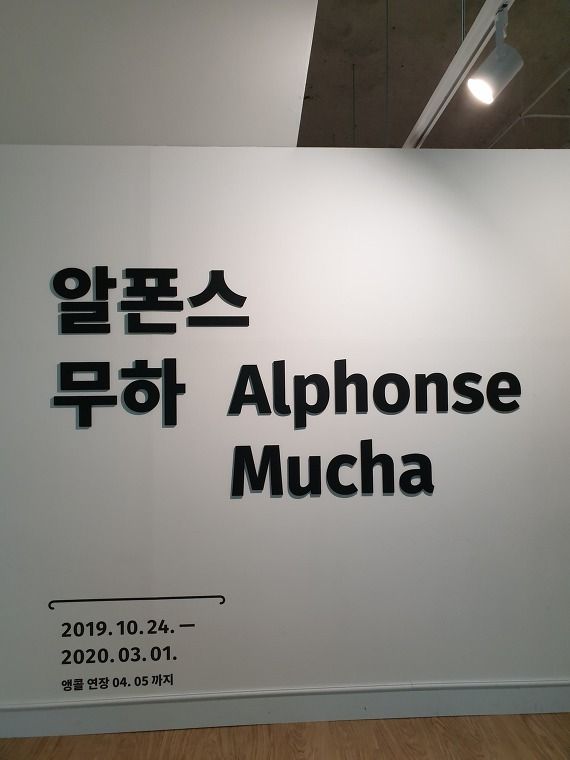 알폰스
무하 Alphonse
Mucha
2019.10.24.—
2020.03.01.
앵콜 연장 04.05 까지